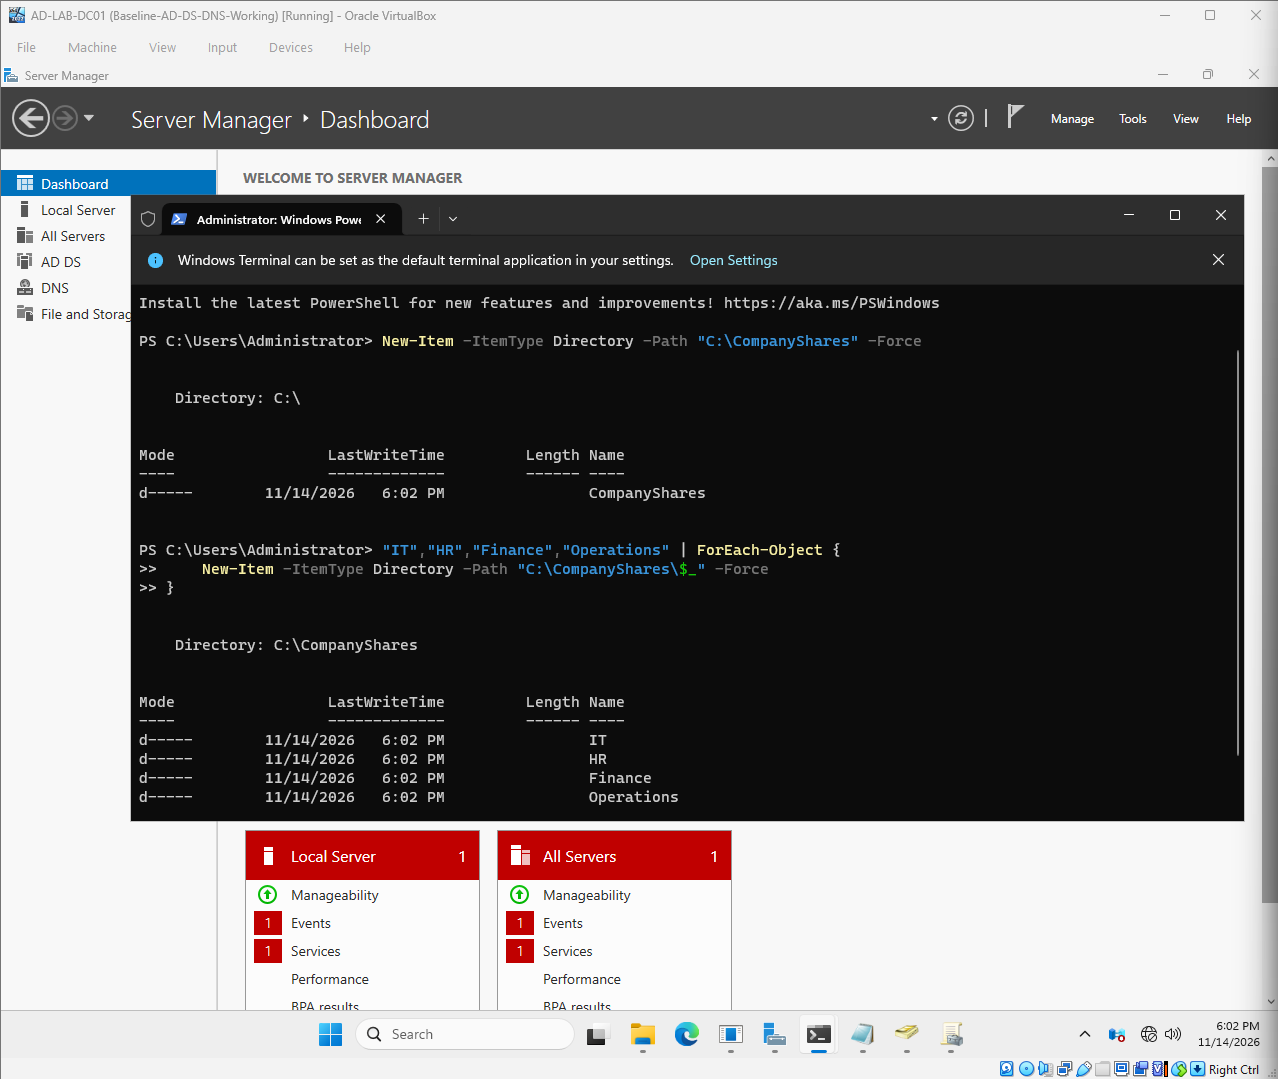 AD-LAB-DC01 (Baseline-AD-DS-DNS-Working) [Running] - Oracle VirtualBox
File Machine View Input Devices Help
Server Manager
Server Manager ‣ Dashboard
Manage Tools View Help
Dashboard
Local Server
All Servers
AD DS
DNS
File and Storag
WELCOME TO SERVER MANAGER
Administrator: Windows Powe
Windows Terminal can be set as the default terminal application in your settings. Open Settings
Install the latest PowerShell for new features and improvements! https://aka.ms/PSWindows
PS C:\Users\Administrator> New-Item -ItemType Directory -Path "C:\CompanyShares" -Force
Directory: C:\
Mode LastWriteTime Length Name
---- ------------- ------ ----
d----- 11/14/2026 6:02 PM CompanyShares
PS C:\Users\Administrator> "IT","HR","Finance","Operations" | ForEach-Object {
>> New-Item -ItemType Directory -Path "C:\CompanyShares\$_" -Force
>> }
Directory: C:\CompanyShares
Mode LastWriteTime Length Name
---- ------------- ------ ----
d----- 11/14/2026 6:02 PM IT
d----- 11/14/2026 6:02 PM HR
d----- 11/14/2026 6:02 PM Finance
d----- 11/14/2026 6:02 PM Operations
Local Server 1
Manageability
1 Events
1 Services
Performance
BPA results
All Servers 1
Manageability
1 Events
1 Services
Performance
BPA results
Search
6:02 PM
11/14/2026
Right Ctrl